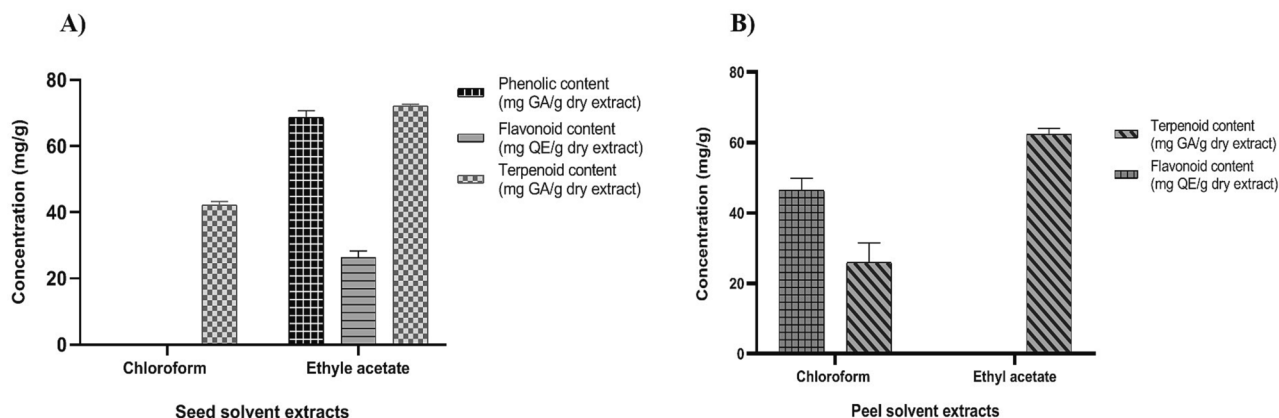 A)
Concentration (mg/g)
80
60
40
20
0
Chloroform
Ethyle acetate
Seed solvent extracts
Phenolic content
(mg GA/g dry extract)
Flavonoid content
(mg QE/g dry extract)
Terpenoid content
(mg GA/g dry extract)
B)
Concentration (mg/g)
80
60
40
20
0
Chloroform
Ethyl acetate
Peel solvent extracts
Terpenoid content
(mg GA/g dry extract)
Flavonoid content
(mg QE/g dry extract)